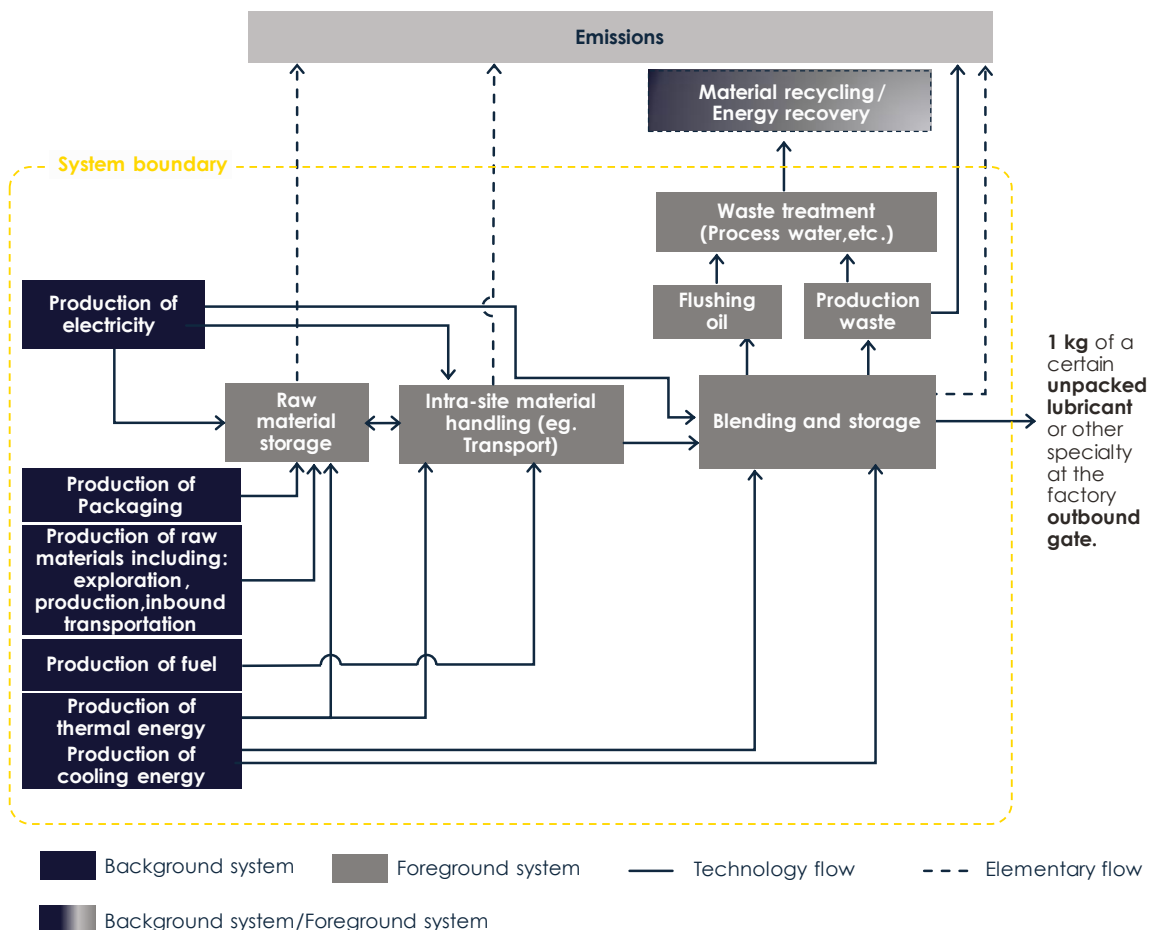 Emissions
Material recycling/
Energy recovery
System boundary
Waste treatment
(Process water,etc.)
Production of
electricity
Flushing
oil
Production
waste
1 kg of a
certain
unpacked
lubricant
or other
specialty
at the
factory
outbound
gate.
Raw
material
storage
Intra-site material
handling (eg.
Transport)
Blending and storage
Production of
Packaging
Production of raw
materials including:
exploration,
production,inbound
transportation
Production of fuel
Production of
thermal energy
Production of
cooling energy
Background system
Foreground system
Technology flow
Elementary flow
Background system/Foreground system